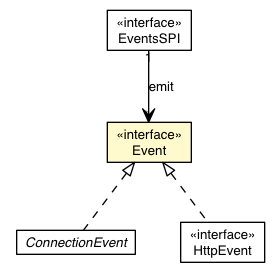 «interface»
EventsSPI
emit
«interface»
Event
ConnectionEvent
«interface»
HttpEvent